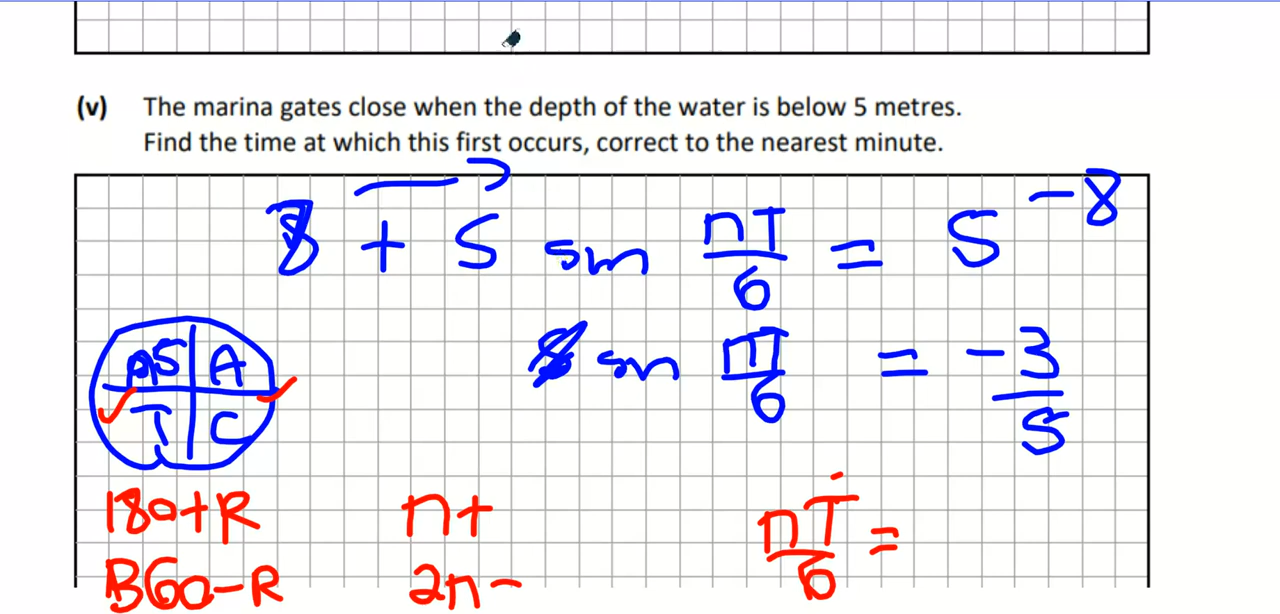 (v) The marina gates close when the depth of the water is below 5 metres.
Find the time at which this first occurs, correct to the nearest minute.
8 + 5 sin πT/6 = 5 - 8
sin πT/6 = -3/5
S A
T C
180+R π+
360-R 2π-
πT/6 =